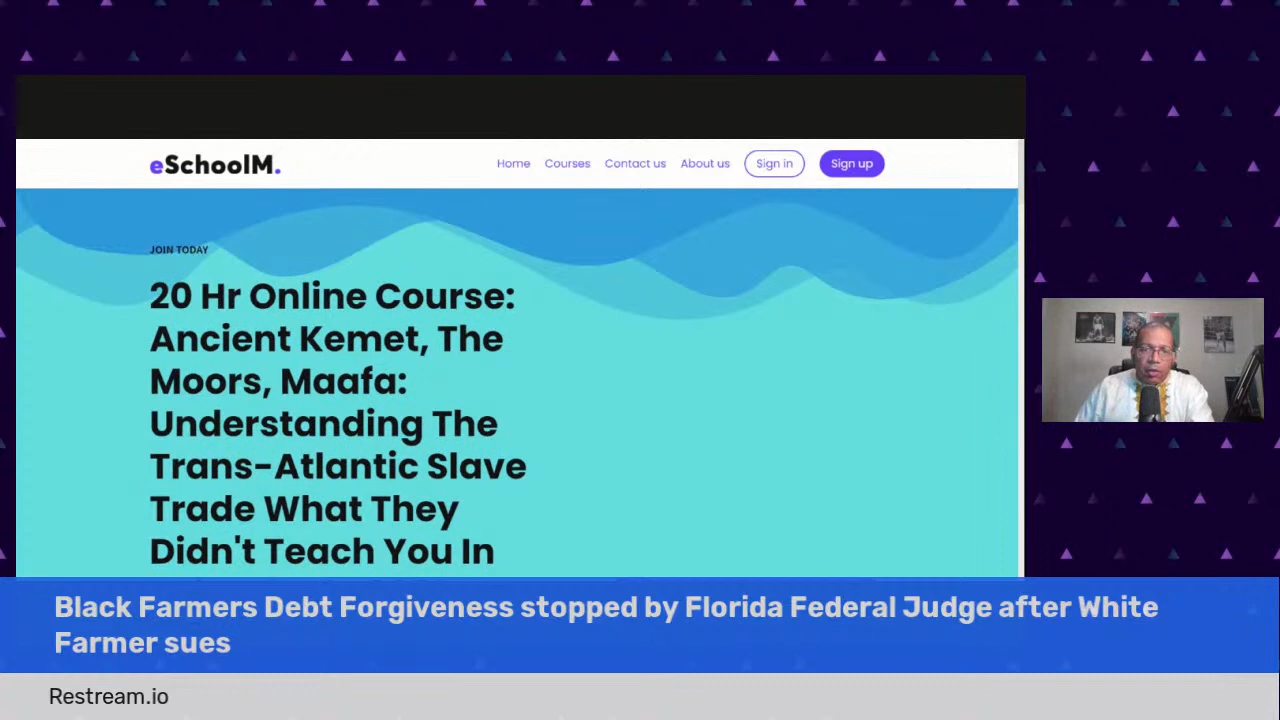 eSchoolM.
Home Courses Contact us About us Sign in Sign up
JOIN TODAY
20 Hr Online Course:
Ancient Kemet, The
Moors, Maafa:
Understanding The
Trans-Atlantic Slave
Trade What They
Didn't Teach You In
Black Farmers Debt Forgiveness stopped by Florida Federal Judge after White
Farmer sues
Restream.io